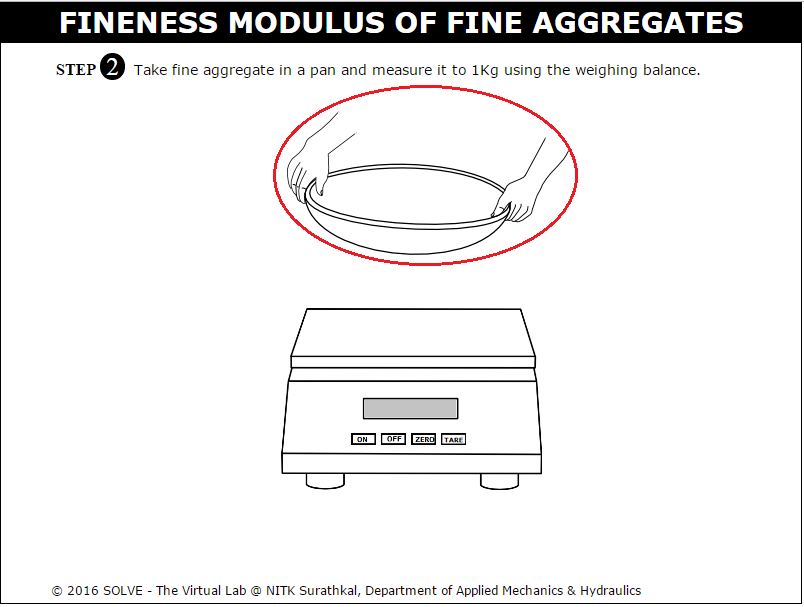 FINENESS MODULUS OF FINE AGGREGATES
STEP 2 Take fine aggregate in a pan and measure it to 1Kg using the weighing balance.
ON OFF ZERO TARE
© 2016 SOLVE - The Virtual Lab @ NITK Surathkal, Department of Applied Mechanics & Hydraulics